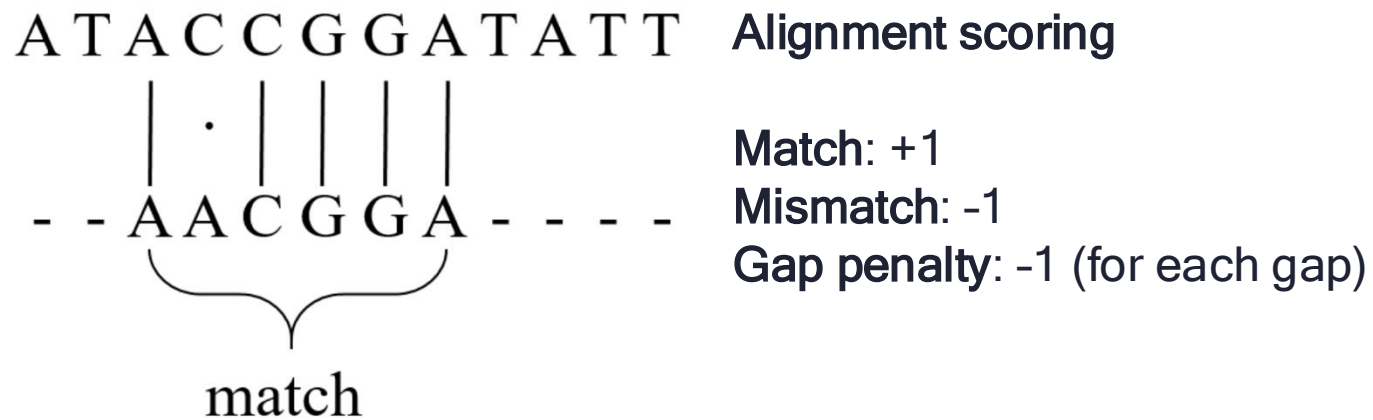 A T A C C G G A T A T T
- - A A C G G A - - - -
match
Alignment scoring
Match: +1
Mismatch: -1
Gap penalty: -1 (for each gap)